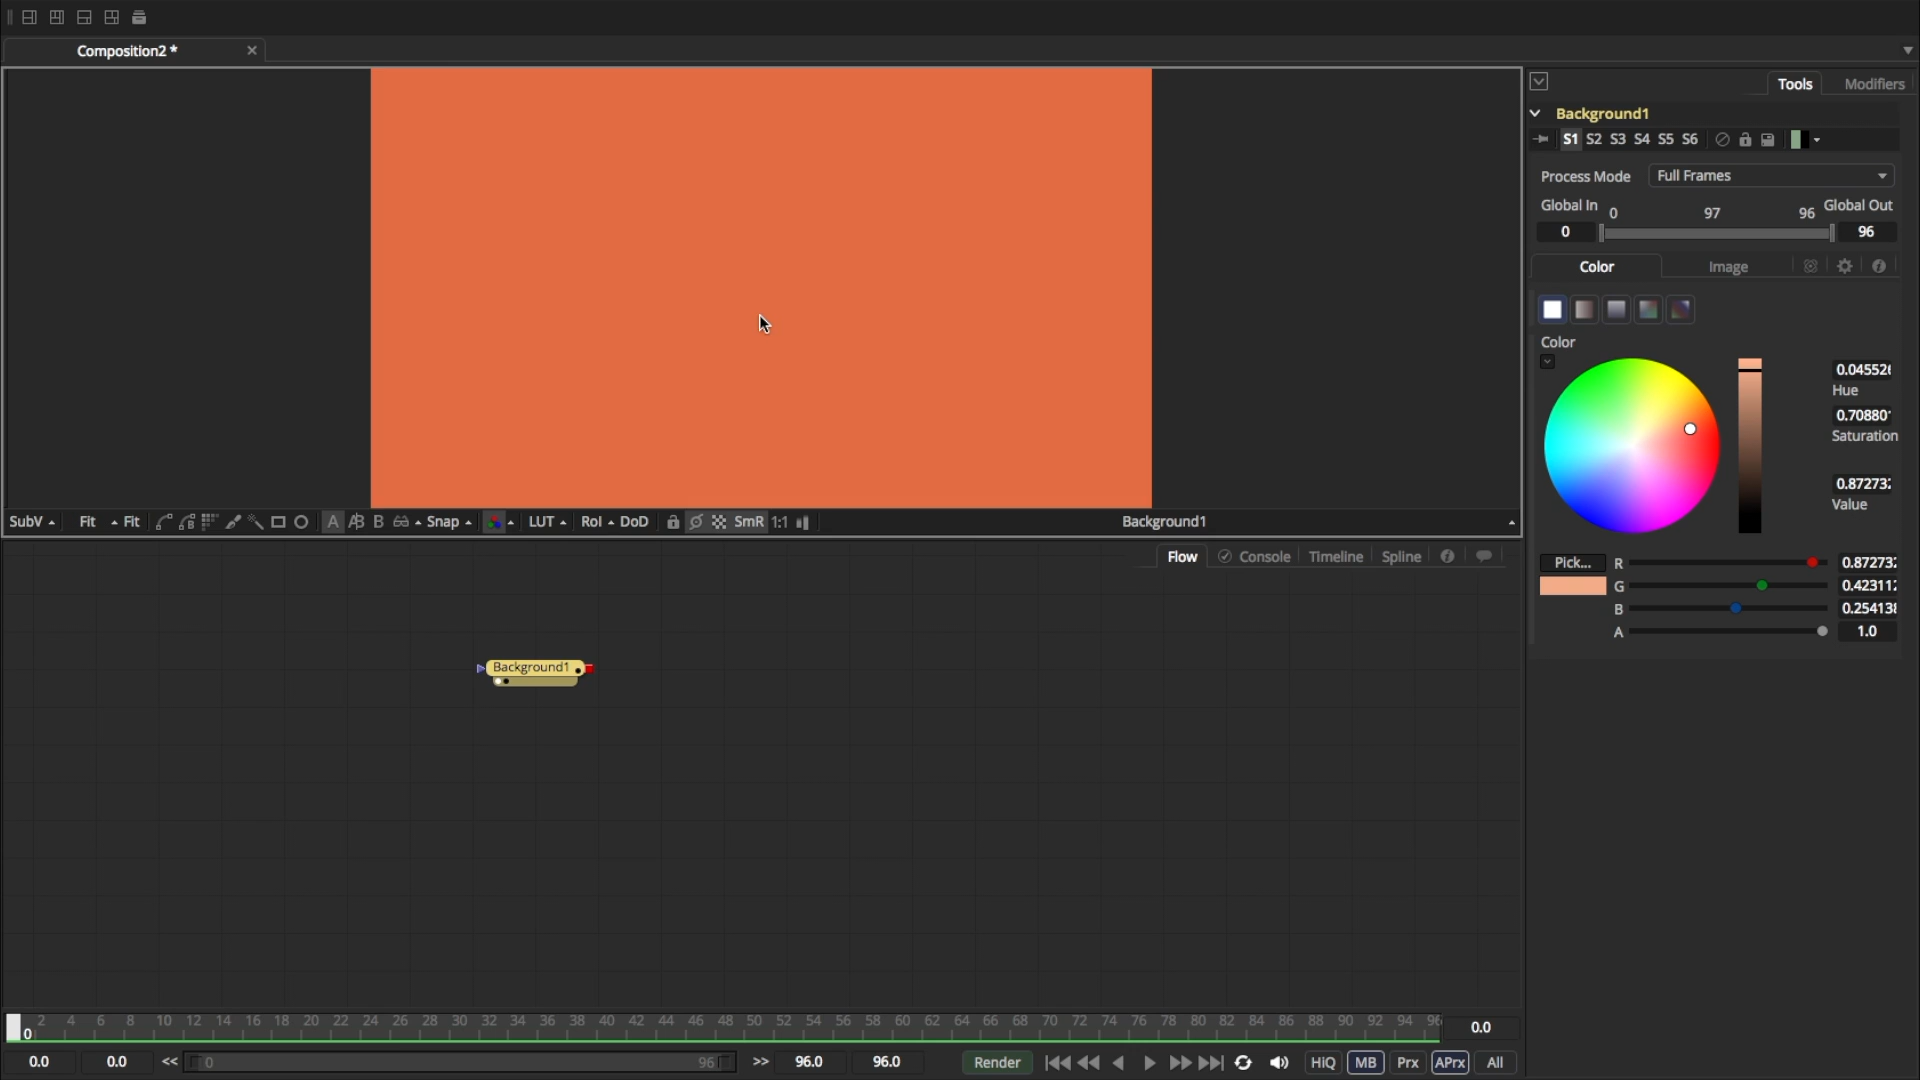 Composition2 *
Tools Modifiers
Background1
S1 S2 S3 S4 S5 S6
Process Mode Full Frames
Global In 0 97 96 Global Out
0 96
Color Image
Color
0.045526
Hue
0.70880
Saturation
0.87273
Value
Pick... R 0.87273
G 0.42311
B 0.254138
A 1.0
SubV Fit Fit A B Snap LUT RoI DoD SmR 1:1 Background1
Flow Console Timeline Spline
Background1
0 2 4 6 8 10 12 14 16 18 20 22 24 26 28 30 32 34 36 38 40 42 44 46 48 50 52 54 56 58 60 62 64 66 68 70 72 74 76 78 80 82 84 86 88 90 92 94 96 0.0
0.0 0.0 << 0 96 >> 96.0 96.0 Render HiQ MB Prx APrx All